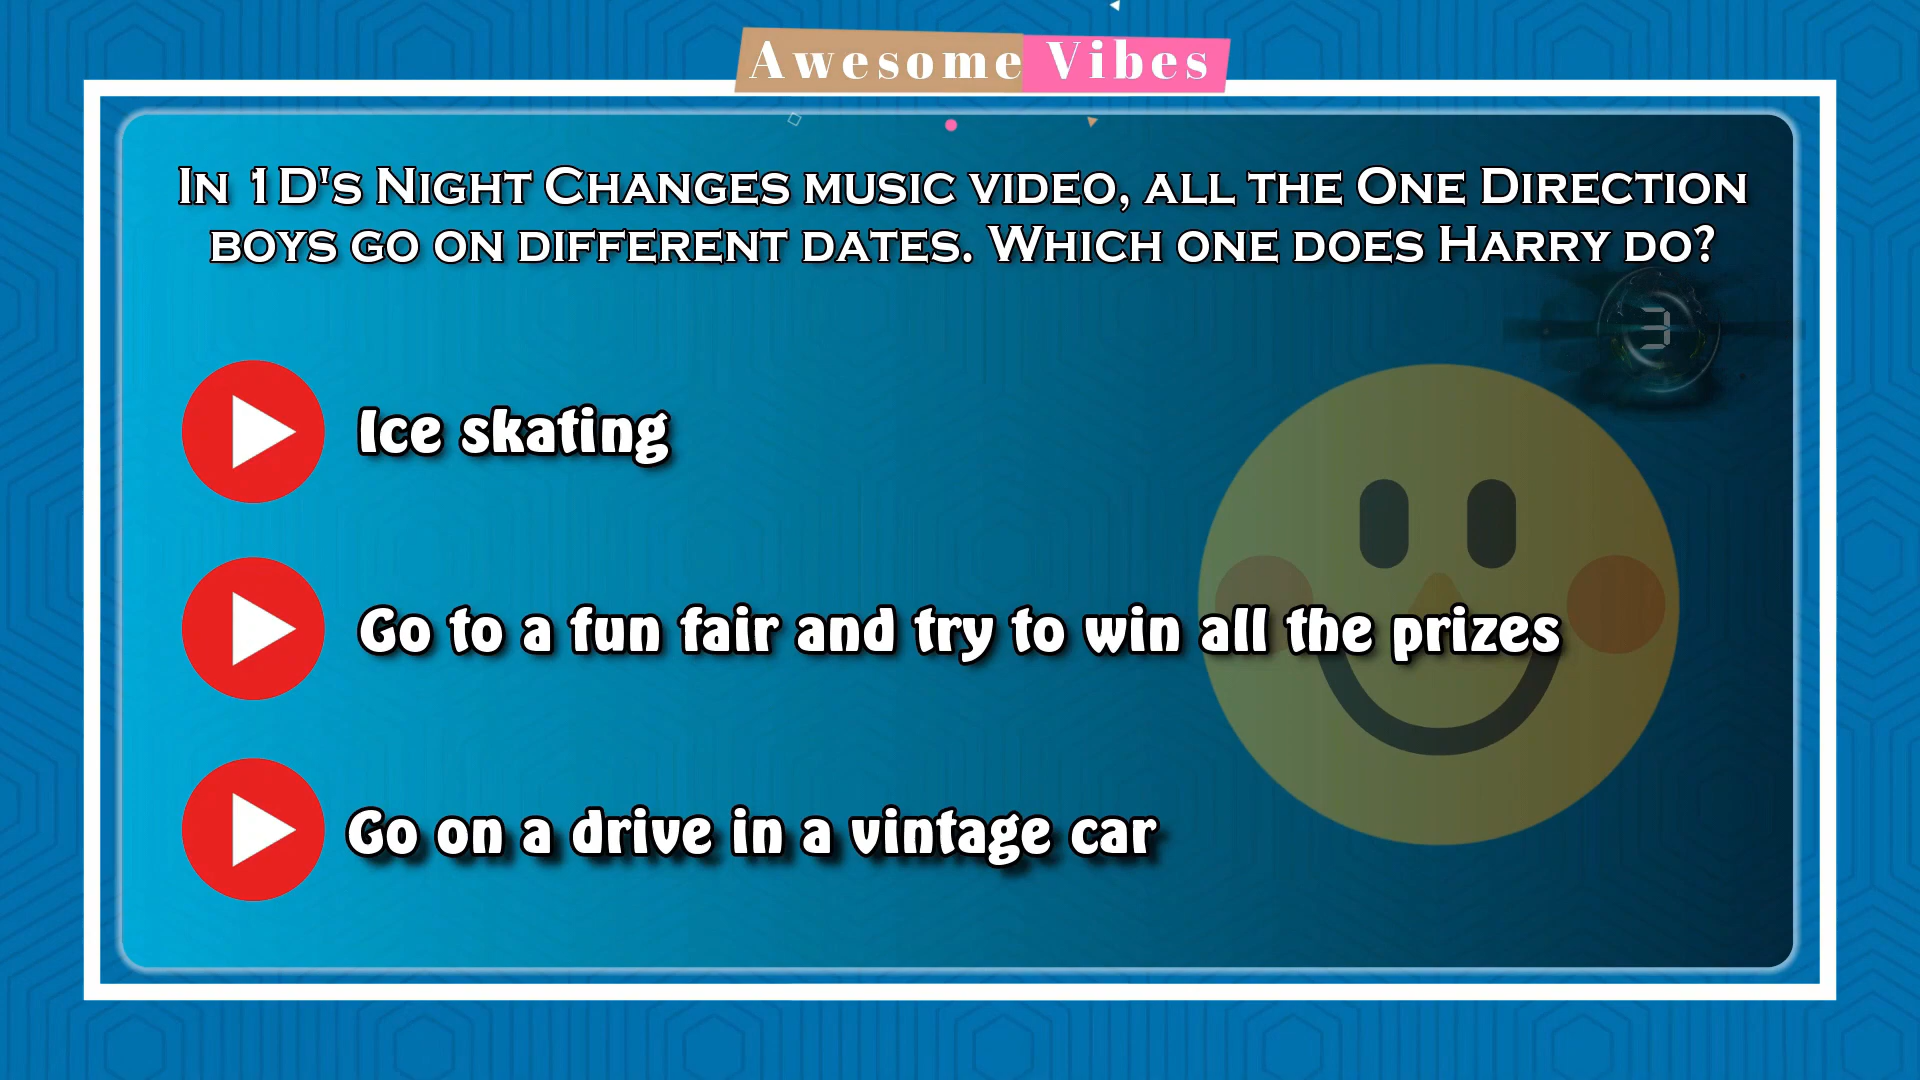 Awesome Vibes
In 1D's Night Changes music video, all the One Direction
boys go on different dates. Which one does Harry do?
3
Ice skating
Go to a fun fair and try to win all the prizes
Go on a drive in a vintage car